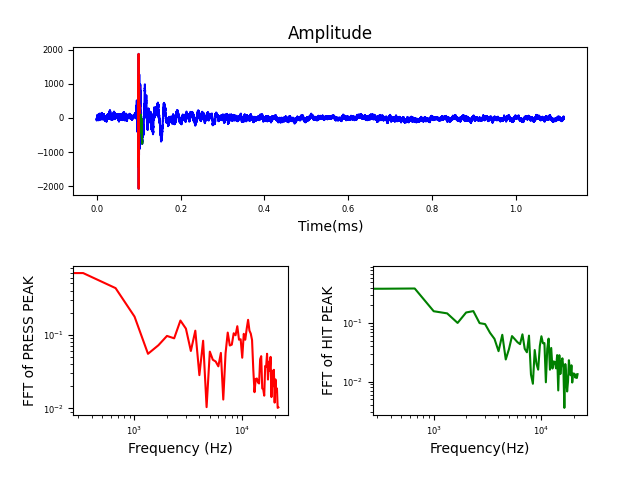 Amplitude
2000
1000
0
−1000
−2000
0.0 0.2 0.4 0.6 0.8 1.0
Time(ms)
FFT of PRESS PEAK
10⁻¹
10⁻²
10³ 10⁴
Frequency (Hz)
FFT of HIT PEAK
10⁻¹
10⁻²
10³ 10⁴
Frequency(Hz)